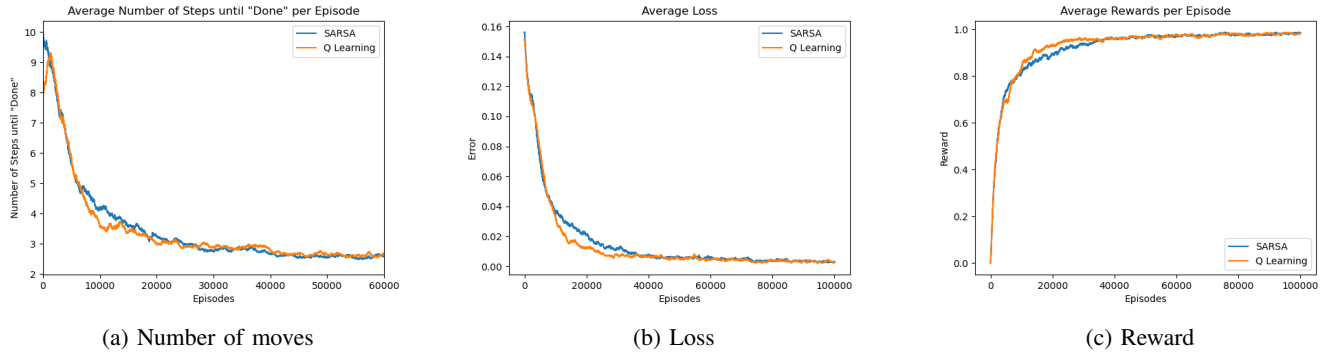 Average Number of Steps until "Done" per Episode
10
9
8
7
6
5
4
3
2
Number of Steps until "Done"
0
10000
20000
30000
40000
50000
60000
Episodes
SARSA
Q Learning
(a) Number of moves
Average Loss
0.16
0.14
0.12
0.10
0.08
0.06
0.04
0.02
0.00
Error
0
20000
40000
60000
80000
100000
Episodes
SARSA
Q Learning
(b) Loss
Average Rewards per Episode
1.0
0.8
0.6
0.4
0.2
0.0
Reward
0
20000
40000
60000
80000
100000
Episodes
SARSA
Q Learning
(c) Reward